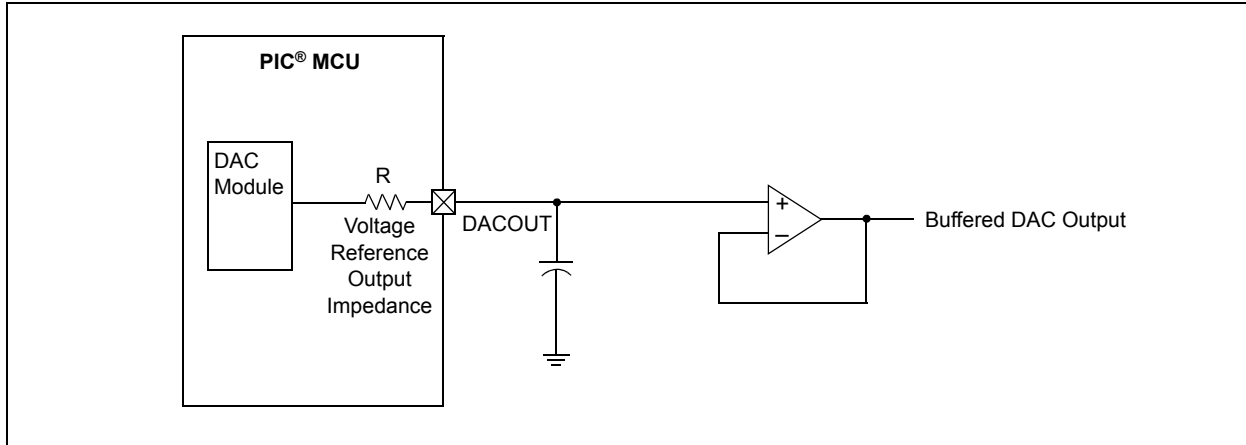 PIC® MCU
DAC
Module
R
Voltage
Reference
Output
Impedance
DACOUT
+
–
Buffered DAC Output